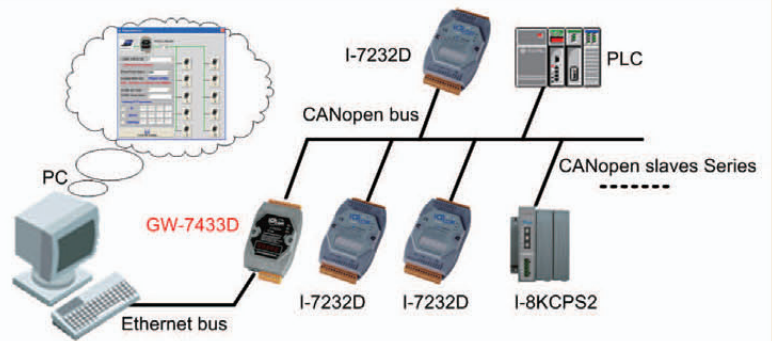 I-7232D
PLC
CANopen bus
CANopen slaves Series
PC
GW-7433D
I-7232D
I-7232D
I-8KCPS2
Ethernet bus